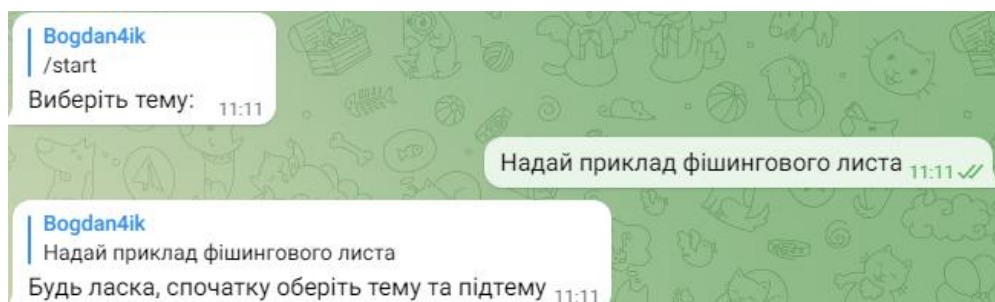 Bogdan4ik
/start
Виберіть тему: 11:11
Надай приклад фішингового листа 11:11
Bogdan4ik
Надай приклад фішингового листа
Будь ласка, спочатку оберіть тему та підтему 11:11